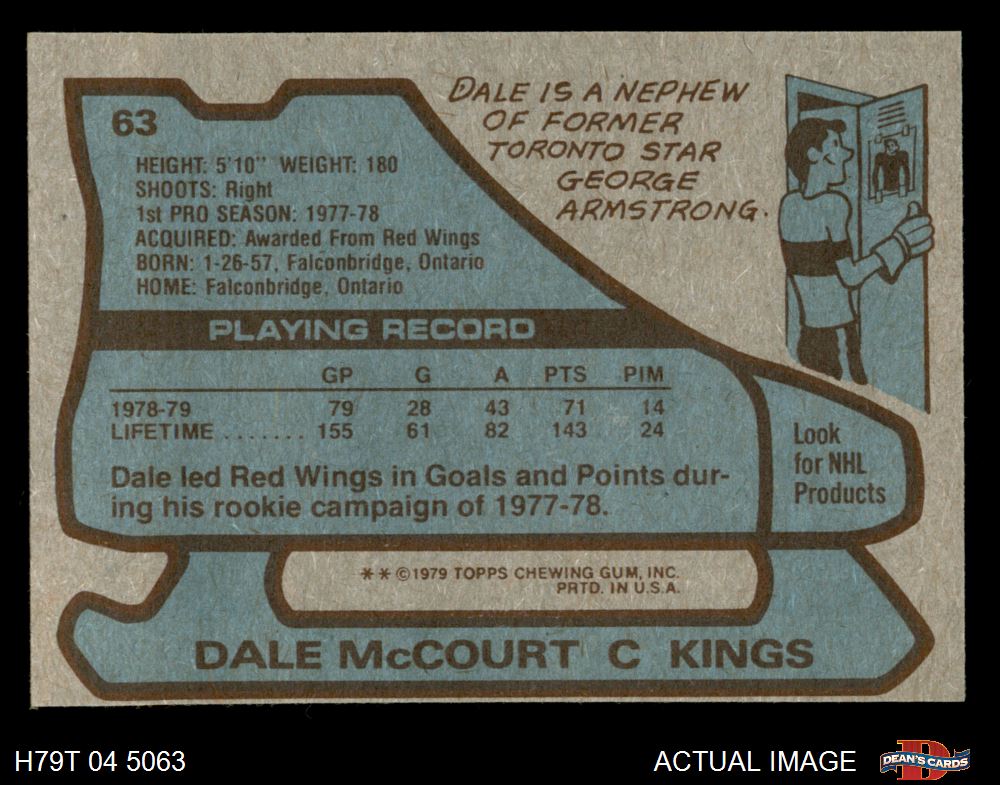 63
HEIGHT: 5'10" WEIGHT: 180
SHOOTS: Right
1st PRO SEASON: 1977-78
ACQUIRED: Awarded From Red Wings
BORN: 1-26-57, Falconbridge, Ontario
HOME: Falconbridge, Ontario
DALE IS A NEPHEW
OF FORMER
TORONTO STAR
GEORGE
ARMSTRONG.
PLAYING RECORD
GP G A PTS PIM
1978-79 79 28 43 71 14
LIFETIME ....... 155 61 82 143 24
Dale led Red Wings in Goals and Points dur-
ing his rookie campaign of 1977-78.
Look
for NHL
Products
** ©1979 TOPPS CHEWING GUM, INC.
PRTD. IN U.S.A.
DALE McCOURT C KINGS
H79T 04 5063
ACTUAL IMAGE
D
DEAN'S CARDS